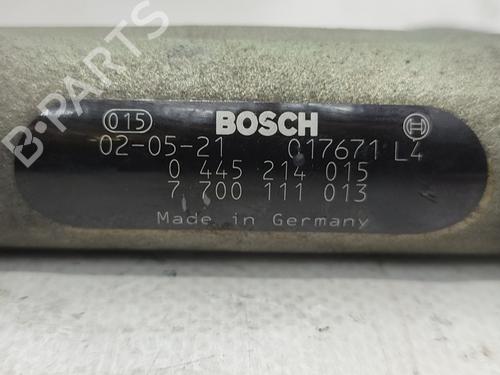 015 BOSCH
02-05-21 017671 L4
0 445 214 015
7 700 111 013
Made in Germany
B-PARTS